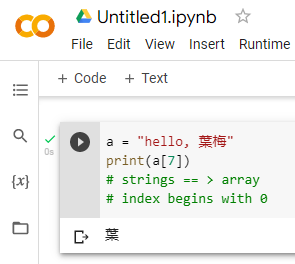 Untitled1.ipynb
File Edit View Insert Runtime
+ Code + Text
{x}
0s
a = "hello, 葉梅"
print(a[7])
# strings == > array
# index begins with 0
葉